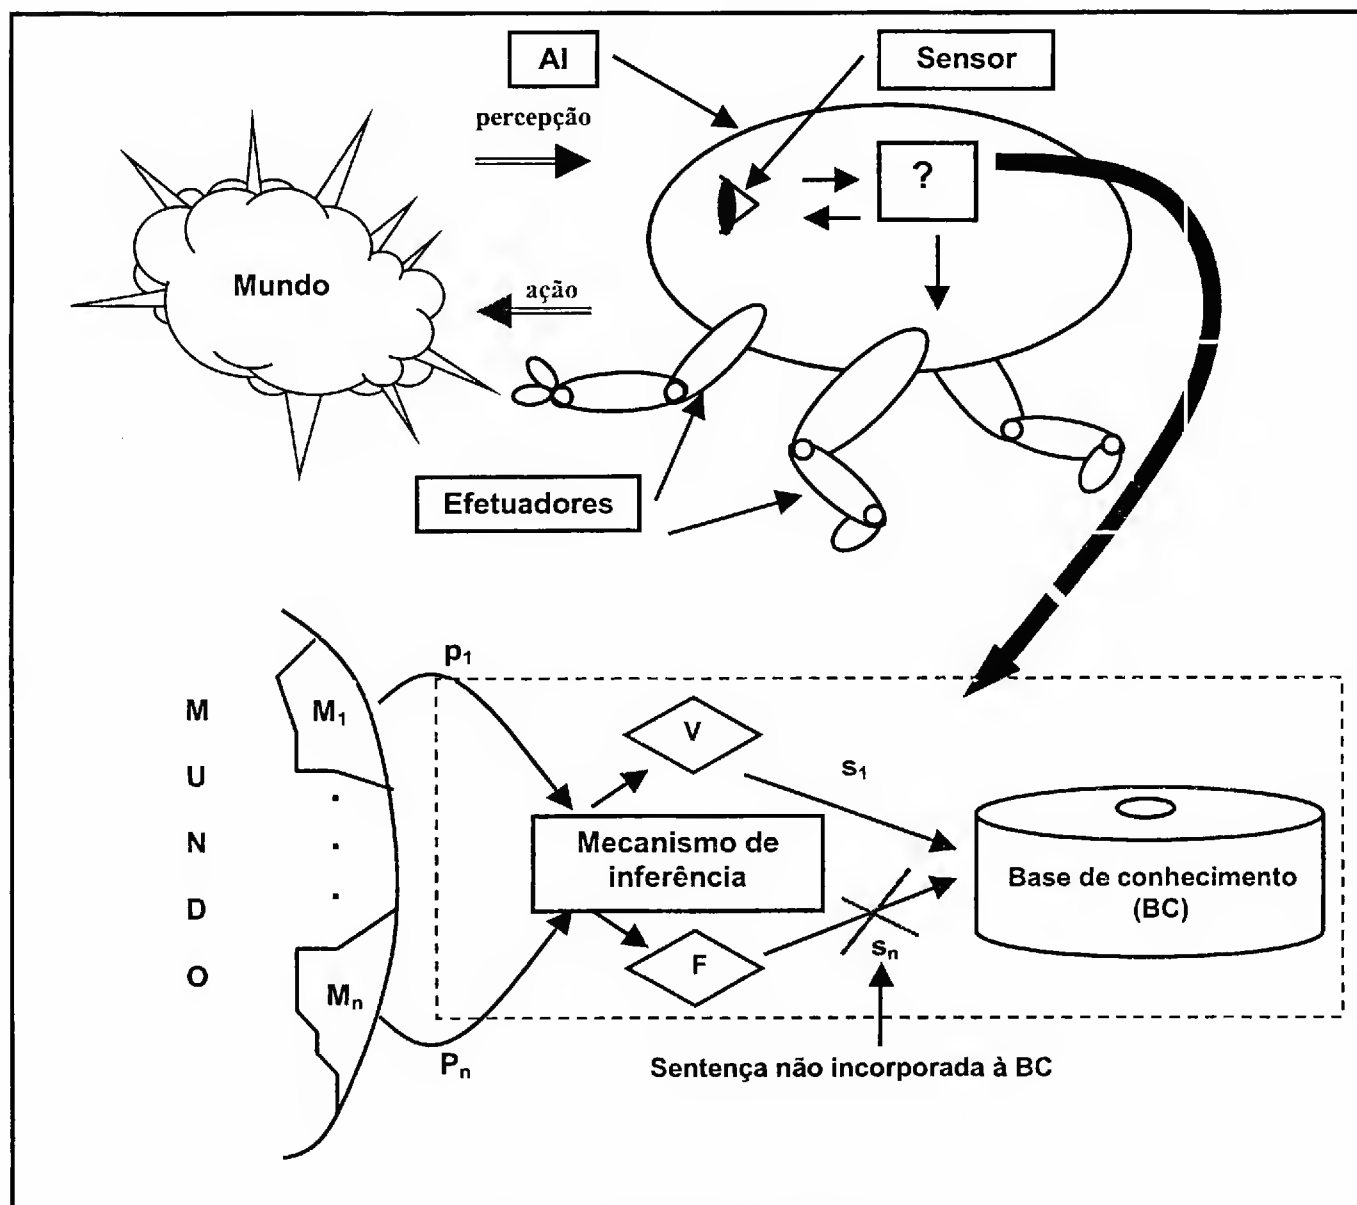 AI
Sensor
percepção
?
Mundo
ação
Efetuadores
p1
M
U
N
D
O
M1
V
s1
Mecanismo de
inferência
Base de conhecimento
(BC)
F
sn
Mn
Pn
Sentença não incorporada à BC